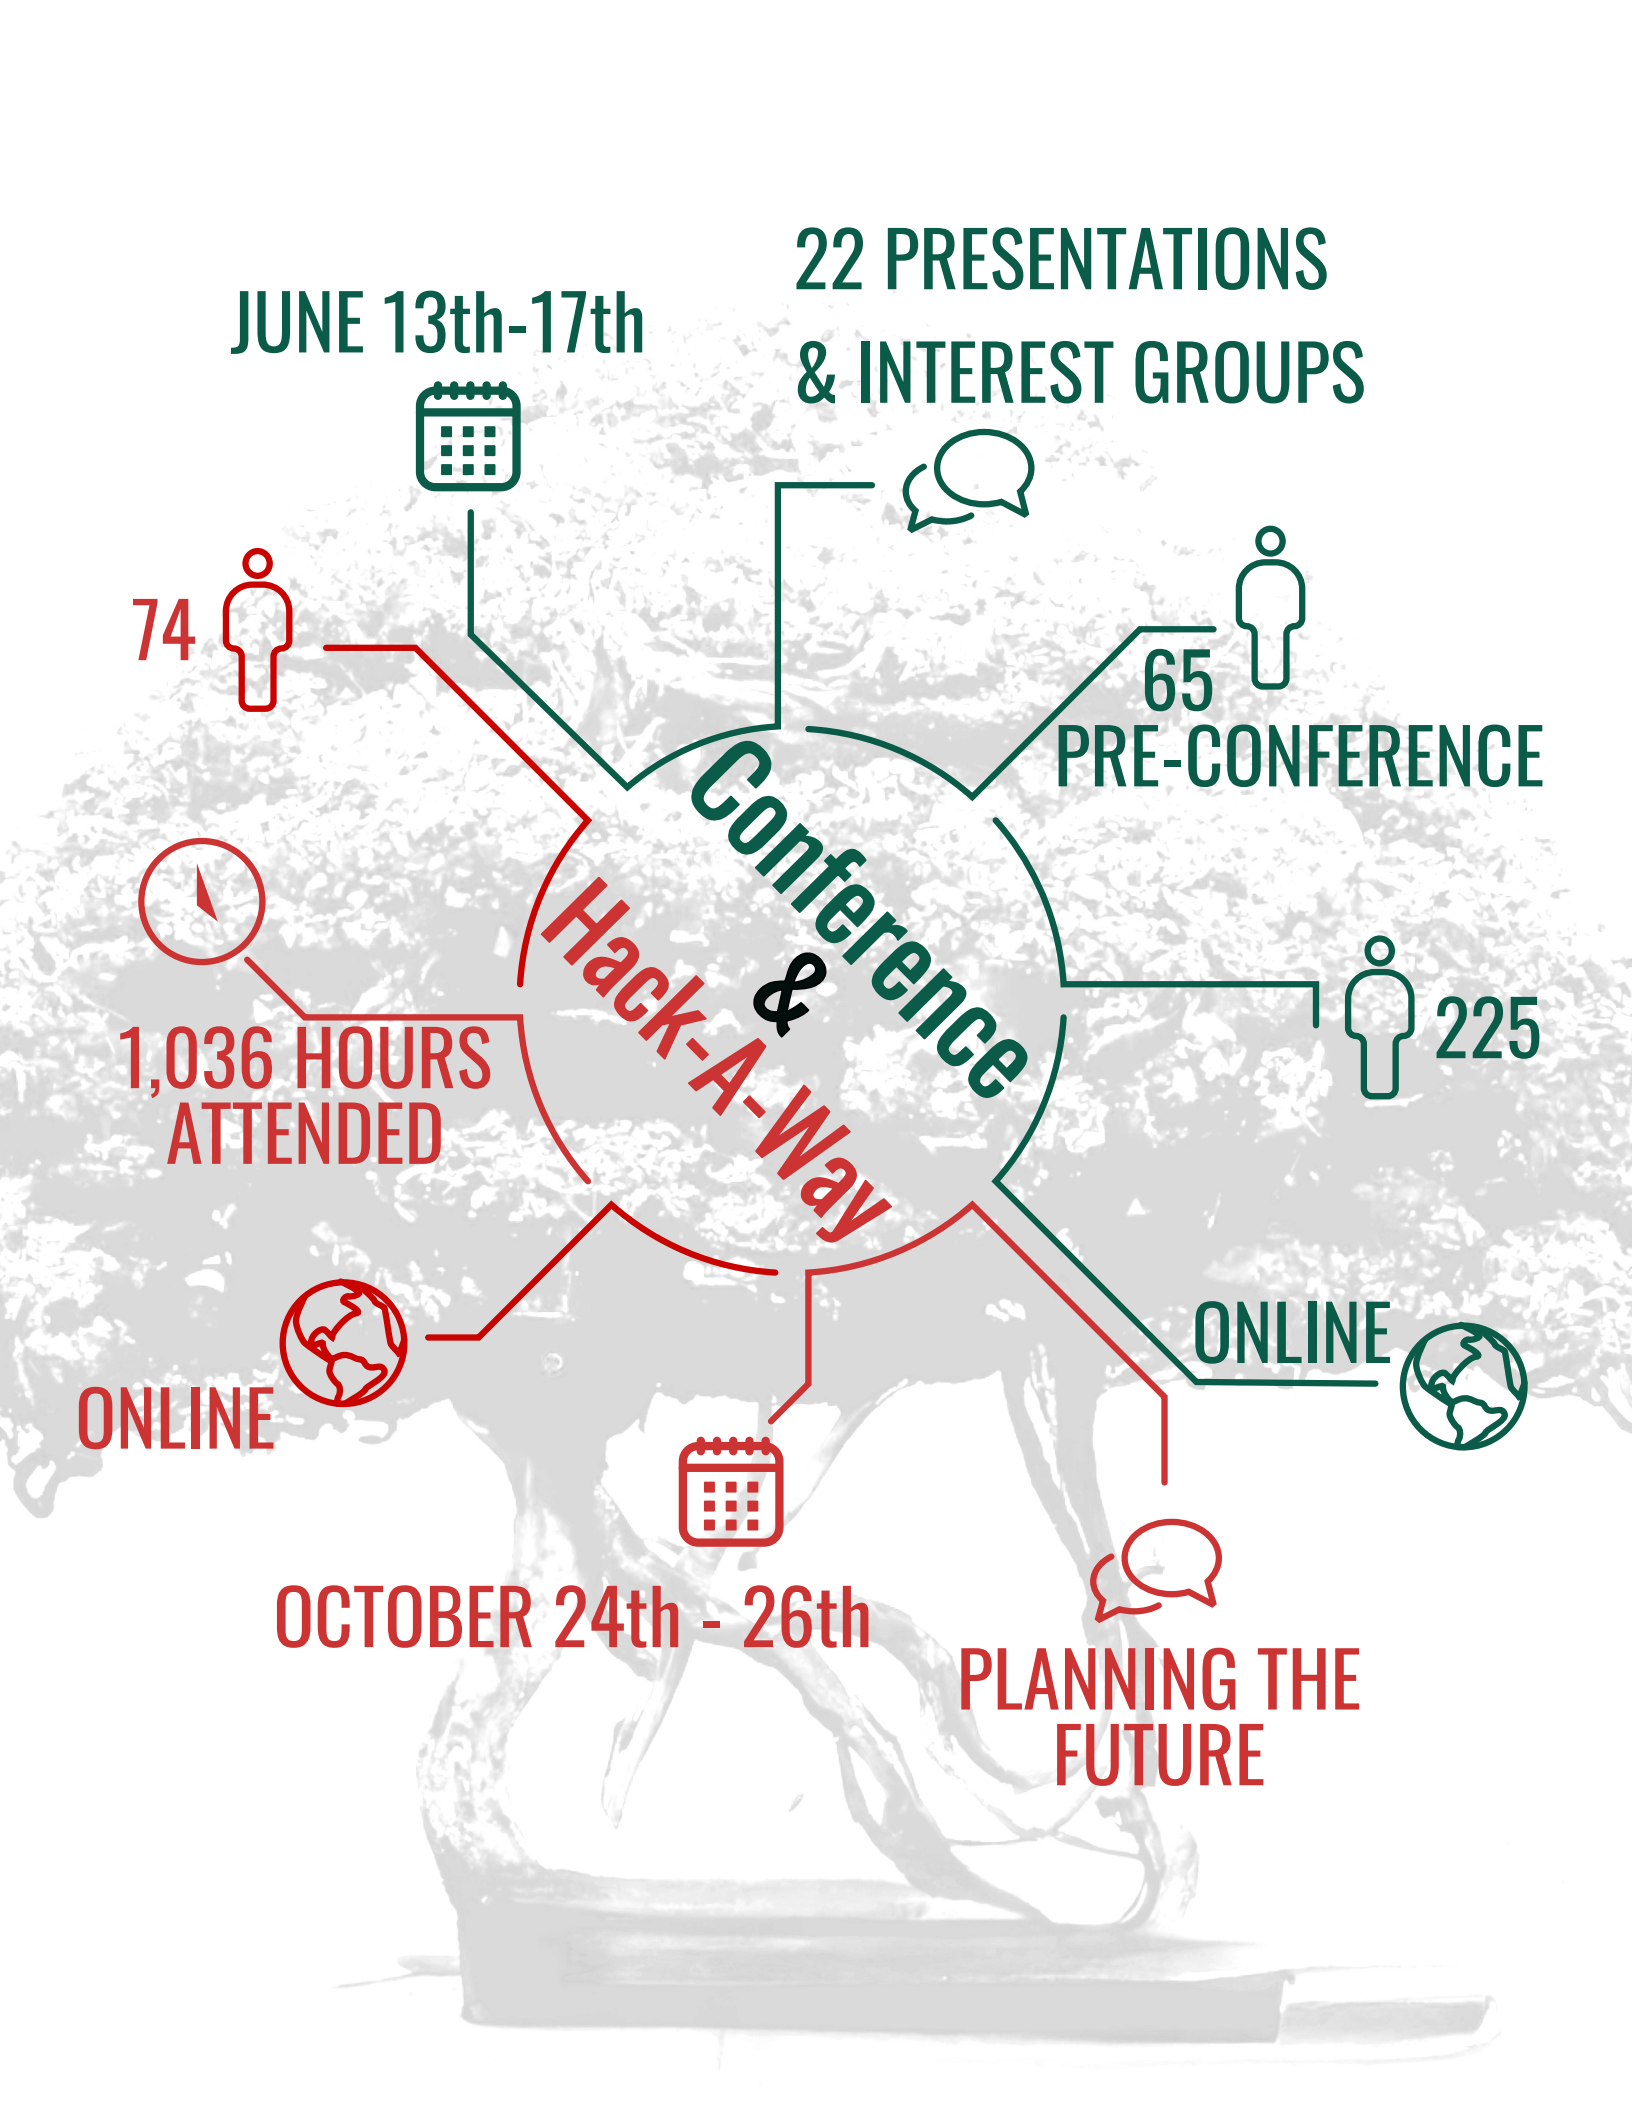 22 PRESENTATIONS
& INTEREST GROUPS
JUNE 13th-17th
74
65
PRE-CONFERENCE
Conference
&
Hack-A-Way
225
1,036 HOURS
ATTENDED
ONLINE
ONLINE
OCTOBER 24th - 26th
PLANNING THE
FUTURE